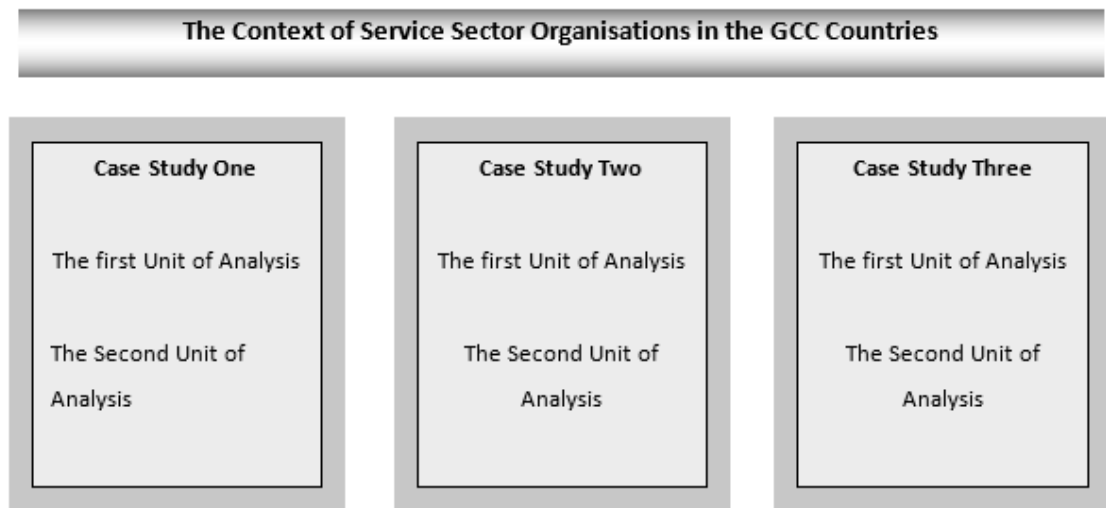 The Context of Service Sector Organisations in the GCC Countries
Case Study One
The first Unit of Analysis
The Second Unit of
Analysis
Case Study Two
The first Unit of Analysis
The Second Unit of
Analysis
Case Study Three
The first Unit of Analysis
The Second Unit of
Analysis